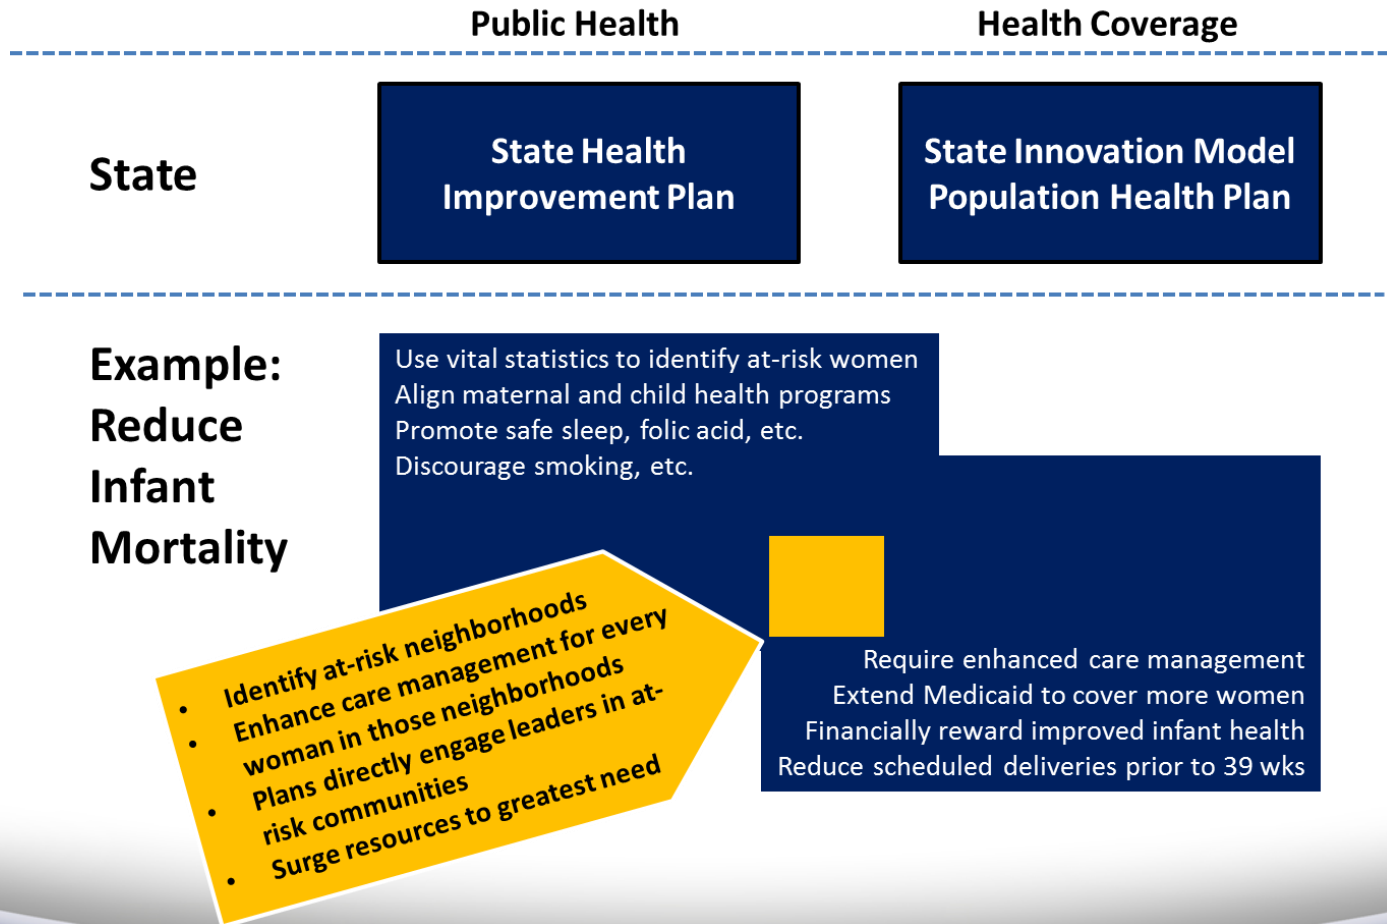 Public Health
Health Coverage
State
State Health
Improvement Plan
State Innovation Model
Population Health Plan
Example:
Reduce
Infant
Mortality
Use vital statistics to identify at-risk women
Align maternal and child health programs
Promote safe sleep, folic acid, etc.
Discourage smoking, etc.
• Identify at-risk neighborhoods
• Enhance care management for every
woman in those neighborhoods
• Plans directly engage leaders in at-
risk communities
• Surge resources to greatest need
Require enhanced care management
Extend Medicaid to cover more women
Financially reward improved infant health
Reduce scheduled deliveries prior to 39 wks